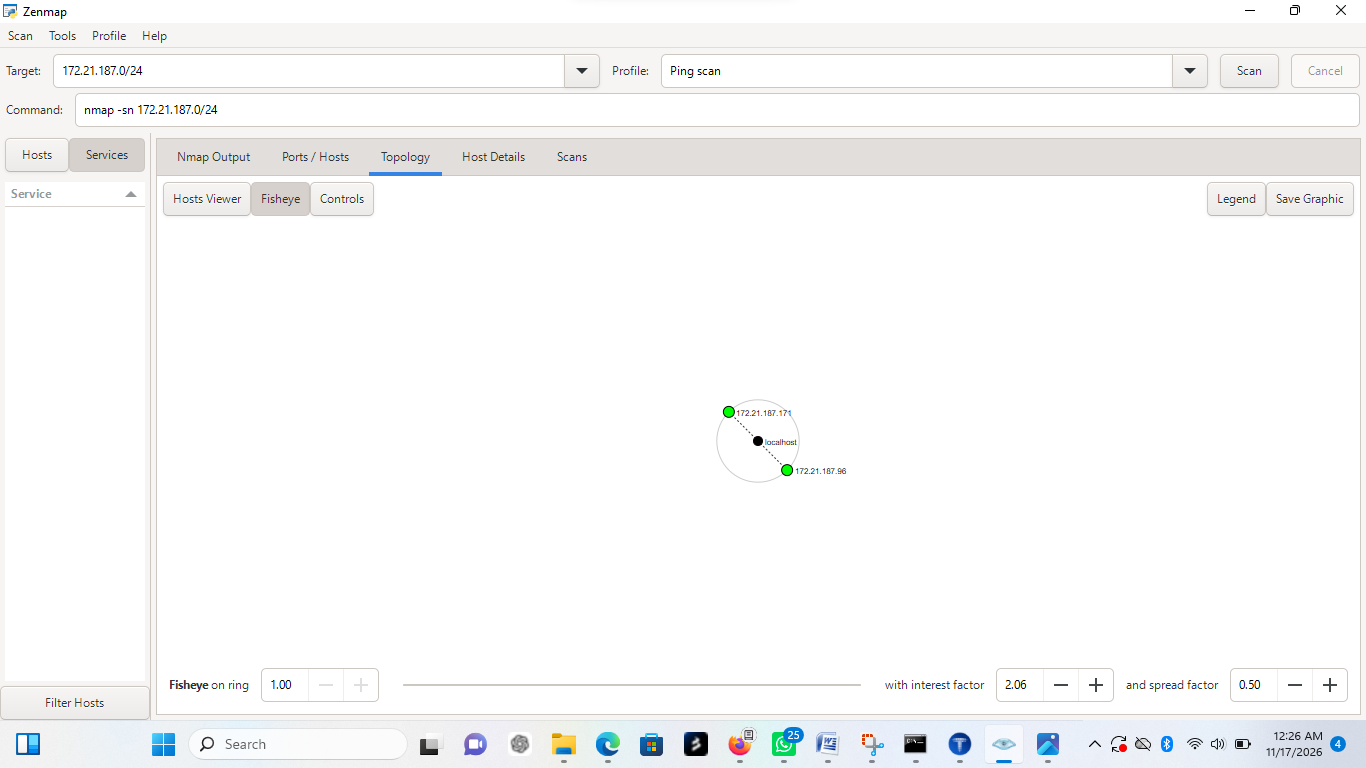 Zenmap
Scan Tools Profile Help
Target: 172.21.187.0/24 Profile: Ping scan Scan Cancel
Command: nmap -sn 172.21.187.0/24
Hosts Services
Nmap Output Ports / Hosts Topology Host Details Scans
Service
Hosts Viewer Fisheye Controls Legend Save Graphic
172.21.187.171
localhost
172.21.187.96
Fisheye on ring 1.00 with interest factor 2.06 and spread factor 0.50
Filter Hosts
Search
25
12:26 AM
11/17/2026
4